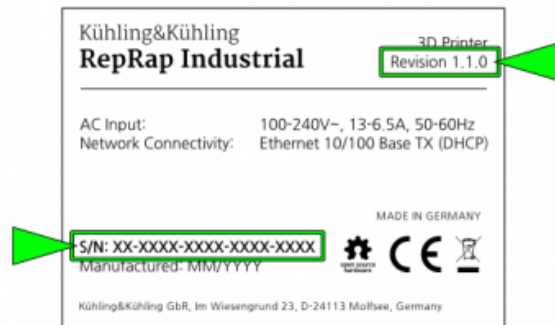 Kühling&Kühling
3D Printer
RepRap Industrial
Revision 1.1.0
AC Input: 100-240V~, 13-6.5A, 50-60Hz
Network Connectivity: Ethernet 10/100 Base TX (DHCP)
MADE IN GERMANY
S/N: XX-XXXX-XXXX-XXXX-XXXX
Manufactured: MM/YYYY
open source
hardware
CE
Kühling&Kühling GbR, Im Wiesengrund 23, D-24113 Molfsee, Germany